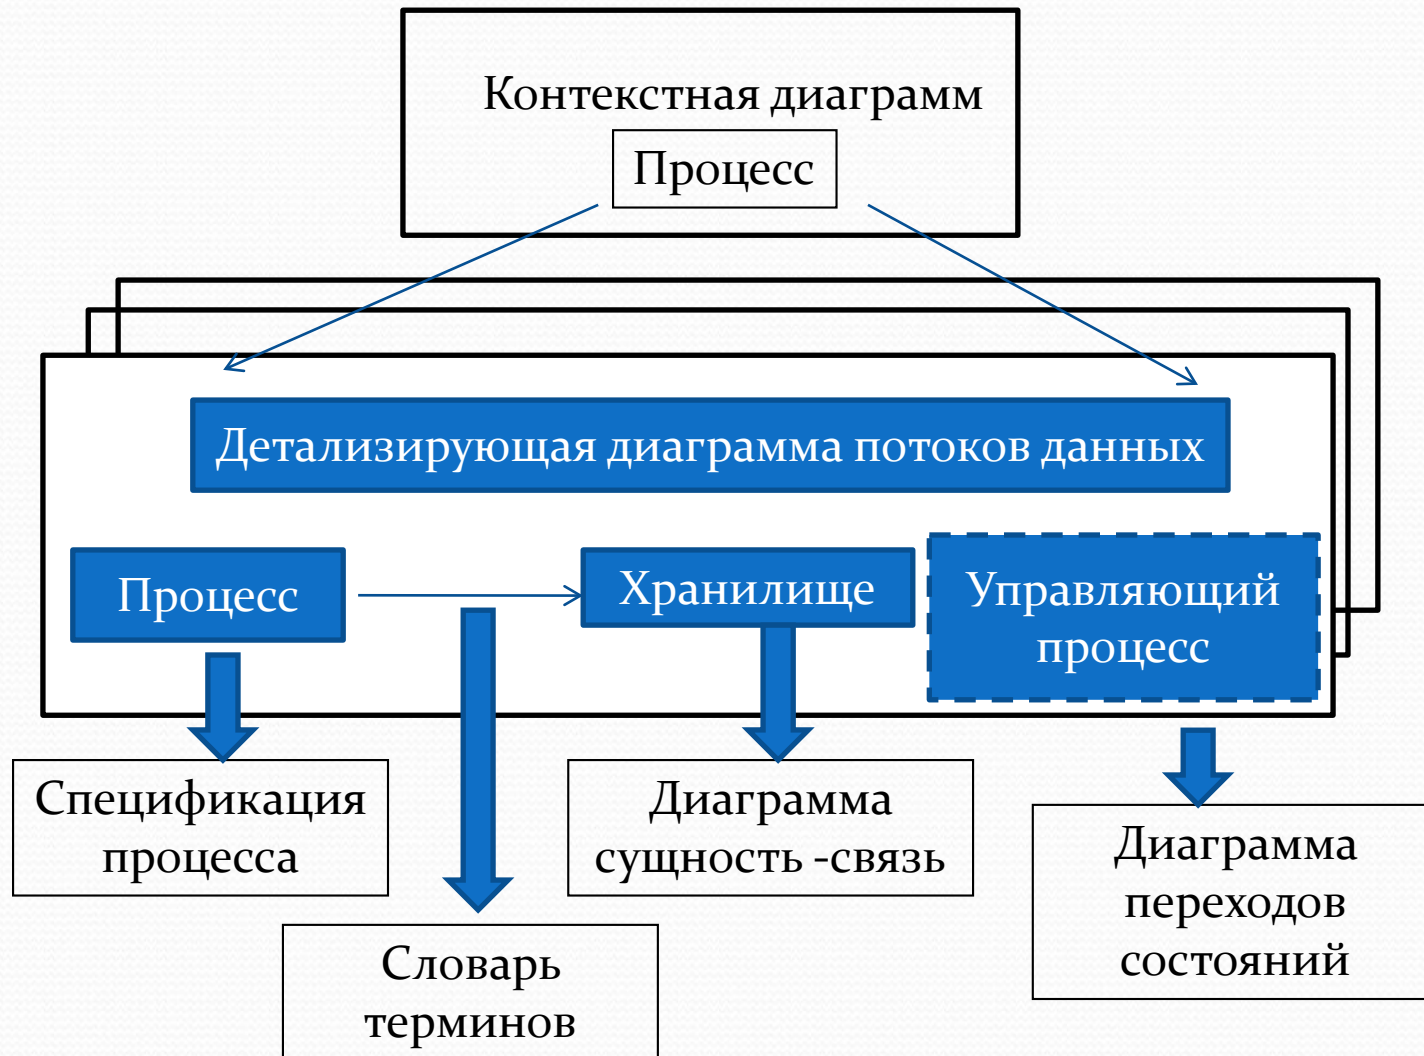 Контекстная диаграмм
Процесс
Детализирующая диаграмма потоков данных
Процесс
Хранилище
Управляющий
процесс
Спецификация
процесса
Диаграмма
сущность -связь
Диаграмма
переходов
состояний
Словарь
терминов